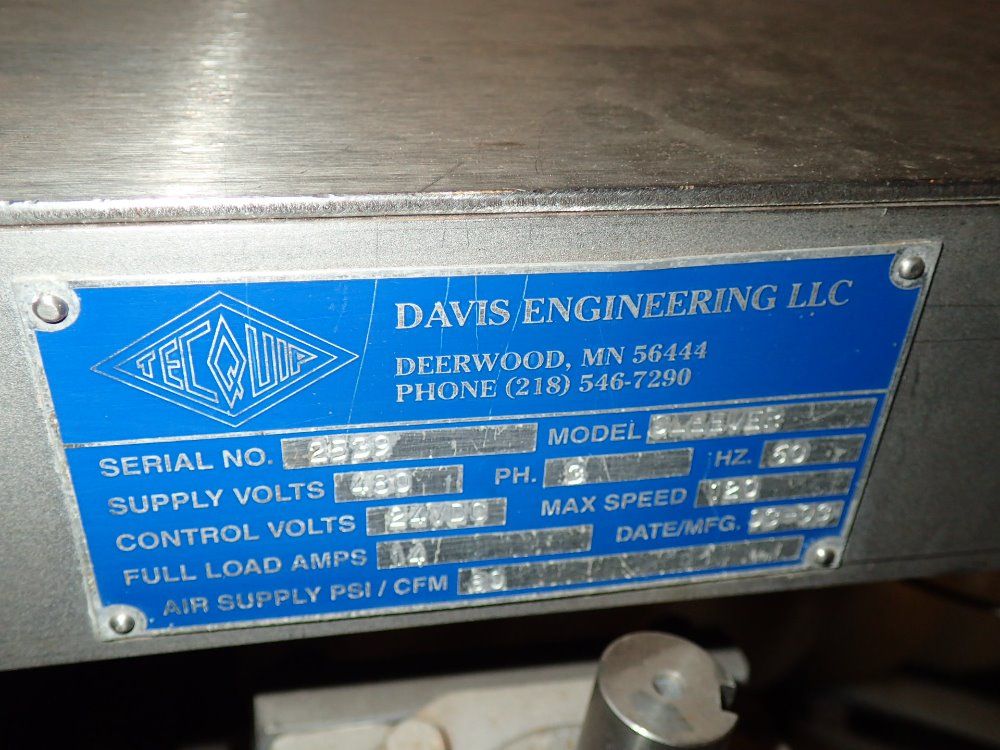 TECQUIP
DAVIS ENGINEERING LLC
DEERWOOD, MN 56444
PHONE (218) 546-7290
SERIAL NO. MODEL
SUPPLY VOLTS 480 PH. 3 HZ. 60
CONTROL VOLTS 24VDC MAX SPEED 120
FULL LOAD AMPS 14 DATE/MFG.
AIR SUPPLY PSI / CFM